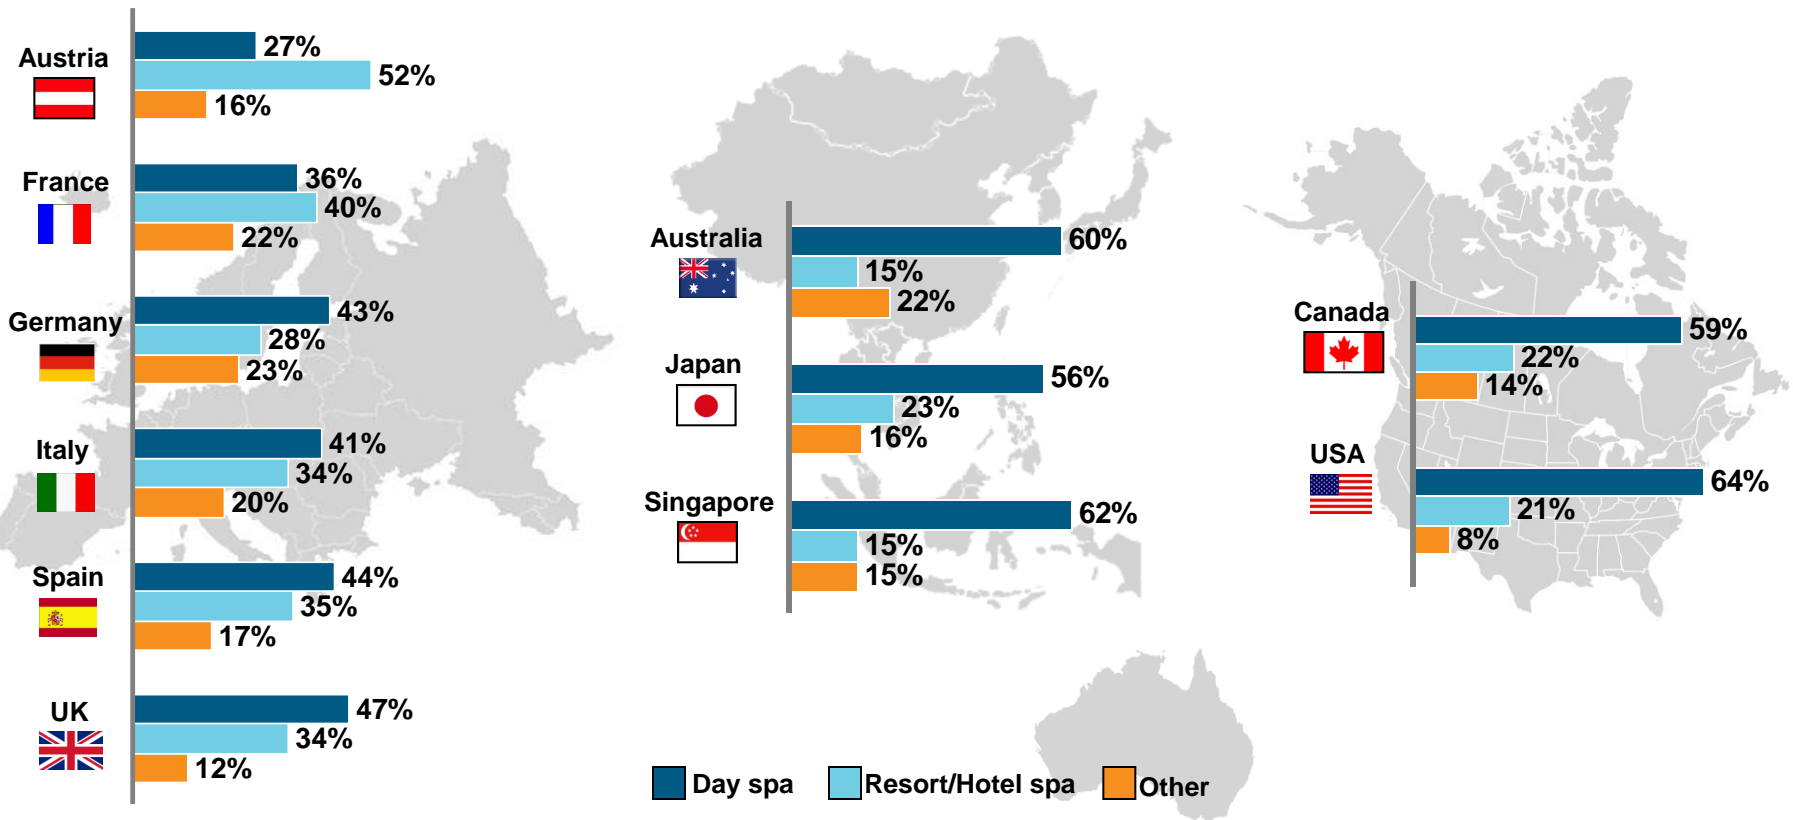 Austria
27%
52%
16%
France
36%
40%
22%
Germany
43%
28%
23%
Italy
41%
34%
20%
Spain
44%
35%
17%
UK
47%
34%
12%
Australia
60%
15%
22%
Japan
56%
23%
16%
Singapore
62%
15%
15%
Canada
59%
22%
14%
USA
64%
21%
8%
Day spa
Resort/Hotel spa
Other